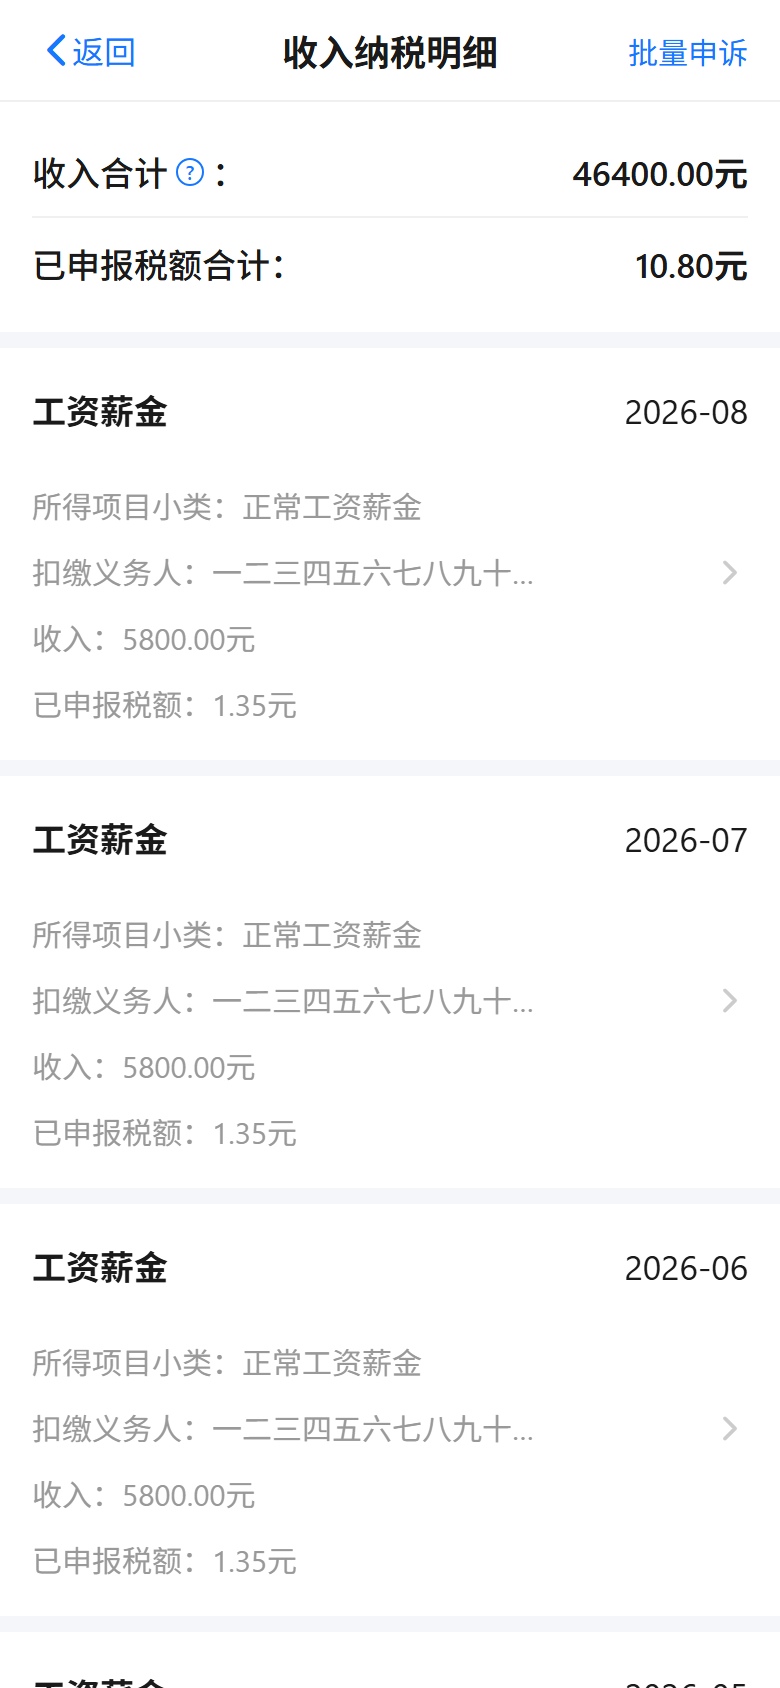 返回 收入纳税明细 批量申诉
收入合计 ? ： 46400.00元
已申报税额合计： 10.80元
工资薪金 2026-08
所得项目小类：正常工资薪金
扣缴义务人：一二三四五六七八九十...
收入：5800.00元
已申报税额：1.35元
工资薪金 2026-07
所得项目小类：正常工资薪金
扣缴义务人：一二三四五六七八九十...
收入：5800.00元
已申报税额：1.35元
工资薪金 2026-06
所得项目小类：正常工资薪金
扣缴义务人：一二三四五六七八九十...
收入：5800.00元
已申报税额：1.35元
工资薪金 2026-05